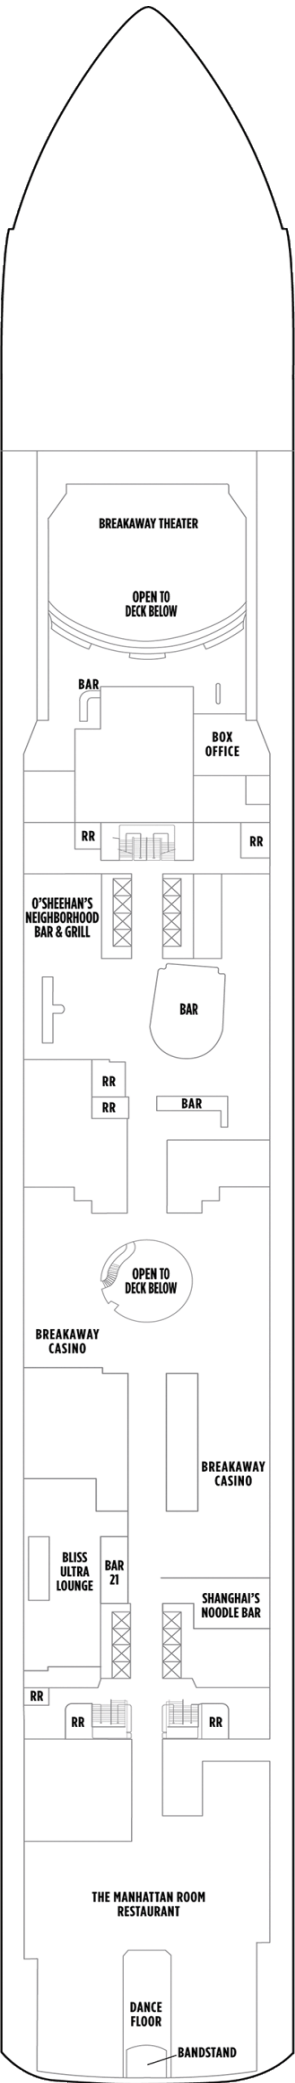 BREAKAWAY THEATER
OPEN TO
DECK BELOW
BAR
BOX
OFFICE
RR
RR
O'SHEEHAN'S
NEIGHBORHOOD
BAR & GRILL
BAR
RR
RR
BAR
OPEN TO
DECK BELOW
BREAKAWAY
CASINO
BREAKAWAY
CASINO
BLISS
ULTRA
LOUNGE
BAR
21
SHANGHAI'S
NOODLE BAR
RR
RR
RR
THE MANHATTAN ROOM
RESTAURANT
DANCE
FLOOR
BANDSTAND